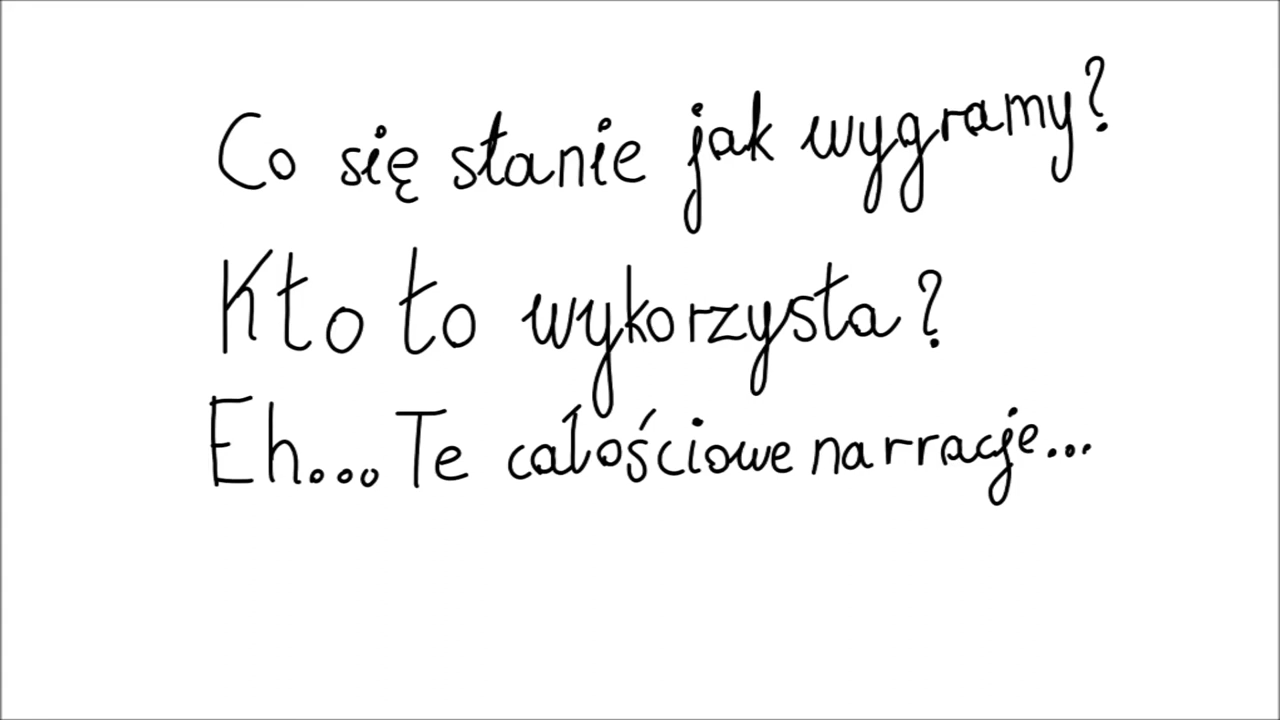 Co się stanie jak wygramy?
Kto to wykorzysta?
Eh... Te całościowe narracje...